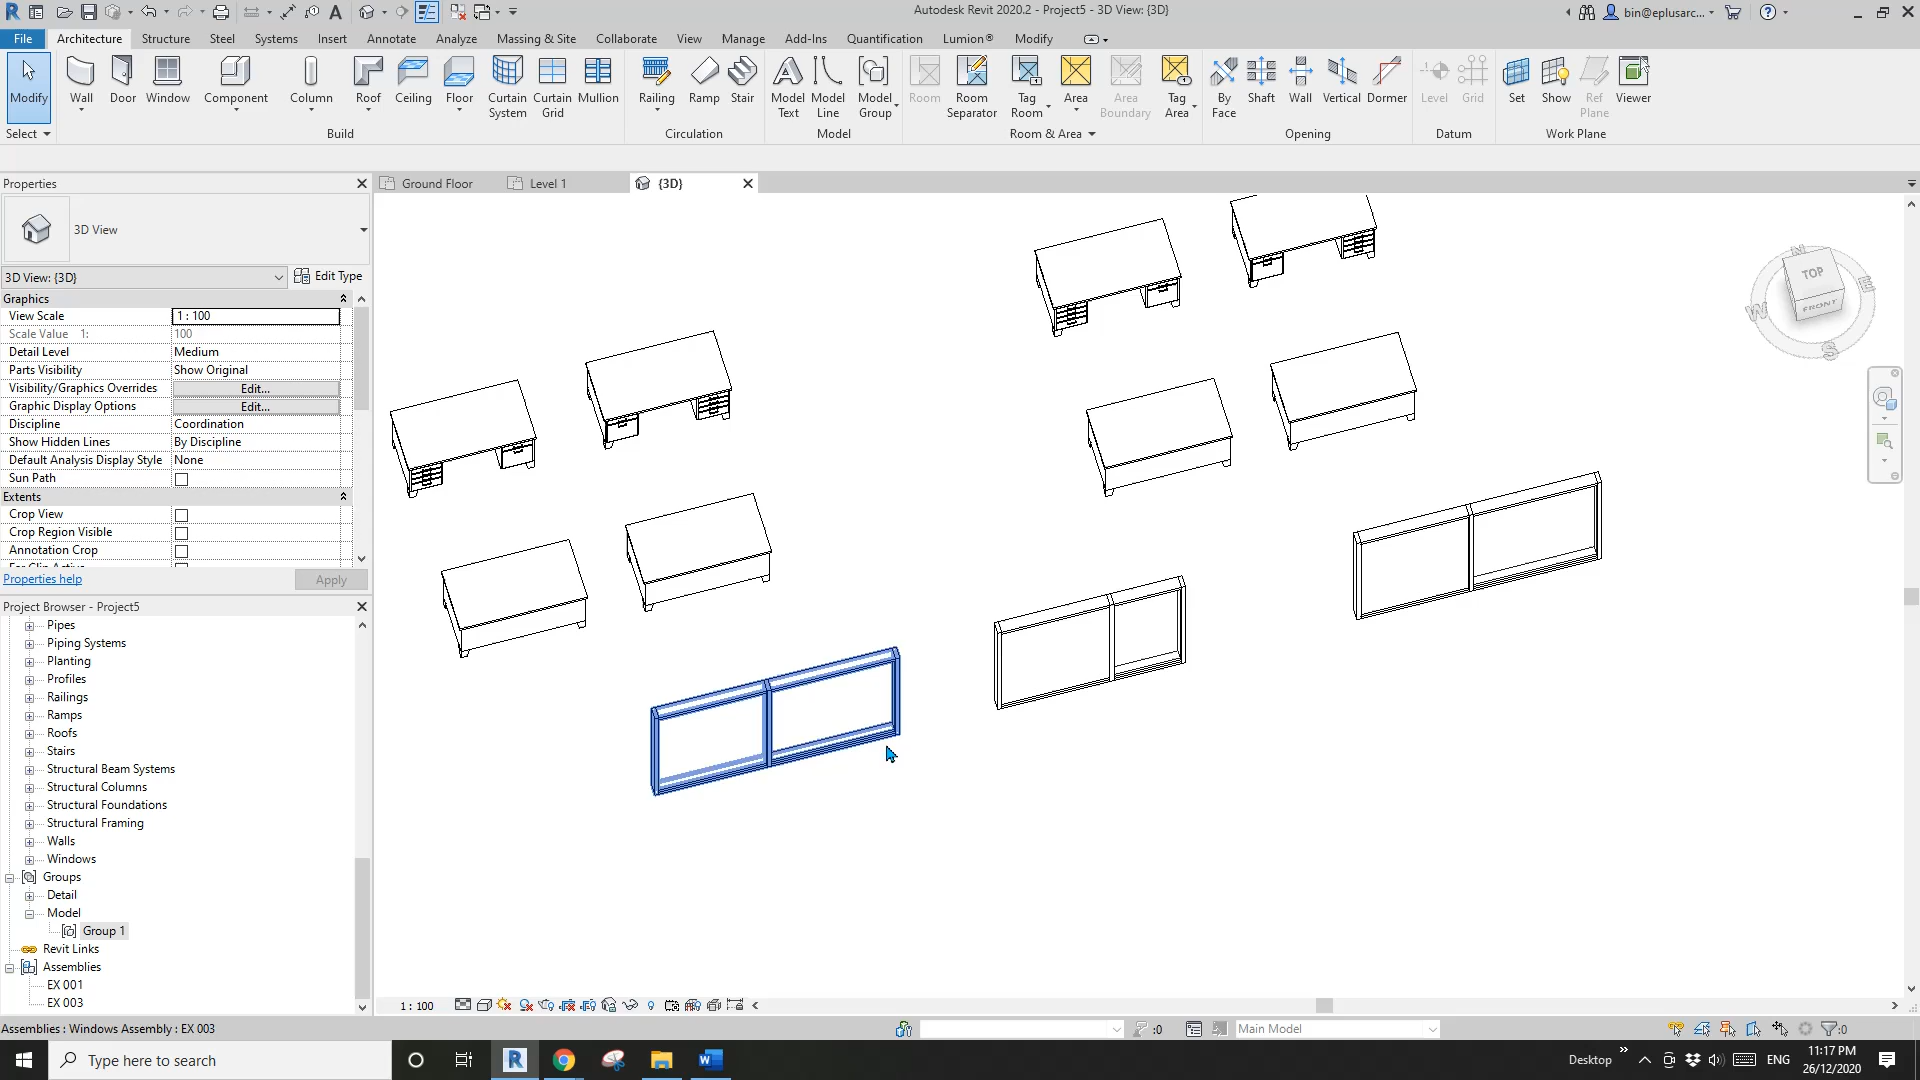 Autodesk Revit 2020.2 - Project5 - 3D View: {3D}
bin@eplusarc...
File Architecture Structure Steel Systems Insert Annotate Analyze Massing & Site Collaborate View Manage Add-Ins Quantification Lumion® Modify
Modify Wall Door Window Component Column Roof Ceiling Floor Curtain System Curtain Grid Mullion Railing Ramp Stair Model Text Model Line Model Group Room Room Separator Tag Room Area Area Boundary Tag Area By Face Shaft Wall Vertical Dormer Level Grid Set Show Ref Plane Viewer
Select Build Circulation Model Room & Area Opening Datum Work Plane
Properties
Ground Floor Level 1 {3D}
3D View
3D View: {3D} Edit Type
Graphics
View Scale 1 : 100
Scale Value 1: 100
Detail Level Medium
Parts Visibility Show Original
Visibility/Graphics Overrides Edit...
Graphic Display Options Edit...
Discipline Coordination
Show Hidden Lines By Discipline
Default Analysis Display Style None
Sun Path
Extents
Crop View
Crop Region Visible
Annotation Crop
Properties help Apply
Project Browser - Project5
Pipes
Piping Systems
Planting
Profiles
Railings
Ramps
Roofs
Stairs
Structural Beam Systems
Structural Columns
Structural Foundations
Structural Framing
Walls
Windows
Groups
Detail
Model
Group 1
Revit Links
Assemblies
EX 001
EX 003
N
E
S
W
TOP
FRONT
1 : 100
Assemblies : Windows Assembly : EX 003
:0
Main Model
:0
Type here to search
Desktop
ENG
11:17 PM
26/12/2020